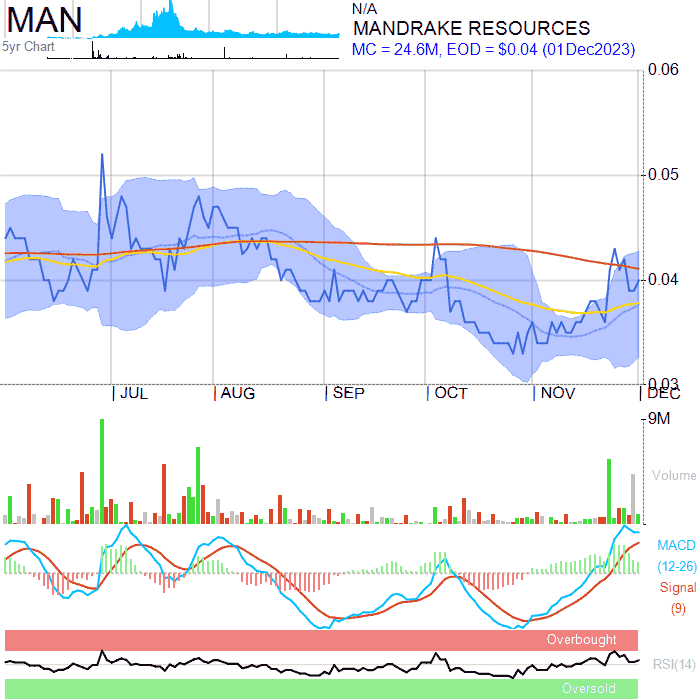 MAN
5yr Chart
N/A
MANDRAKE RESOURCES
MC = 24.6M, EOD = $0.04 (01Dec2023)
0.06
0.05
0.04
0.03
JUL AUG SEP OCT NOV DEC
9M
Volume
MACD
(12-26)
Signal
(9)
Overbought
RSI(14)
Oversold